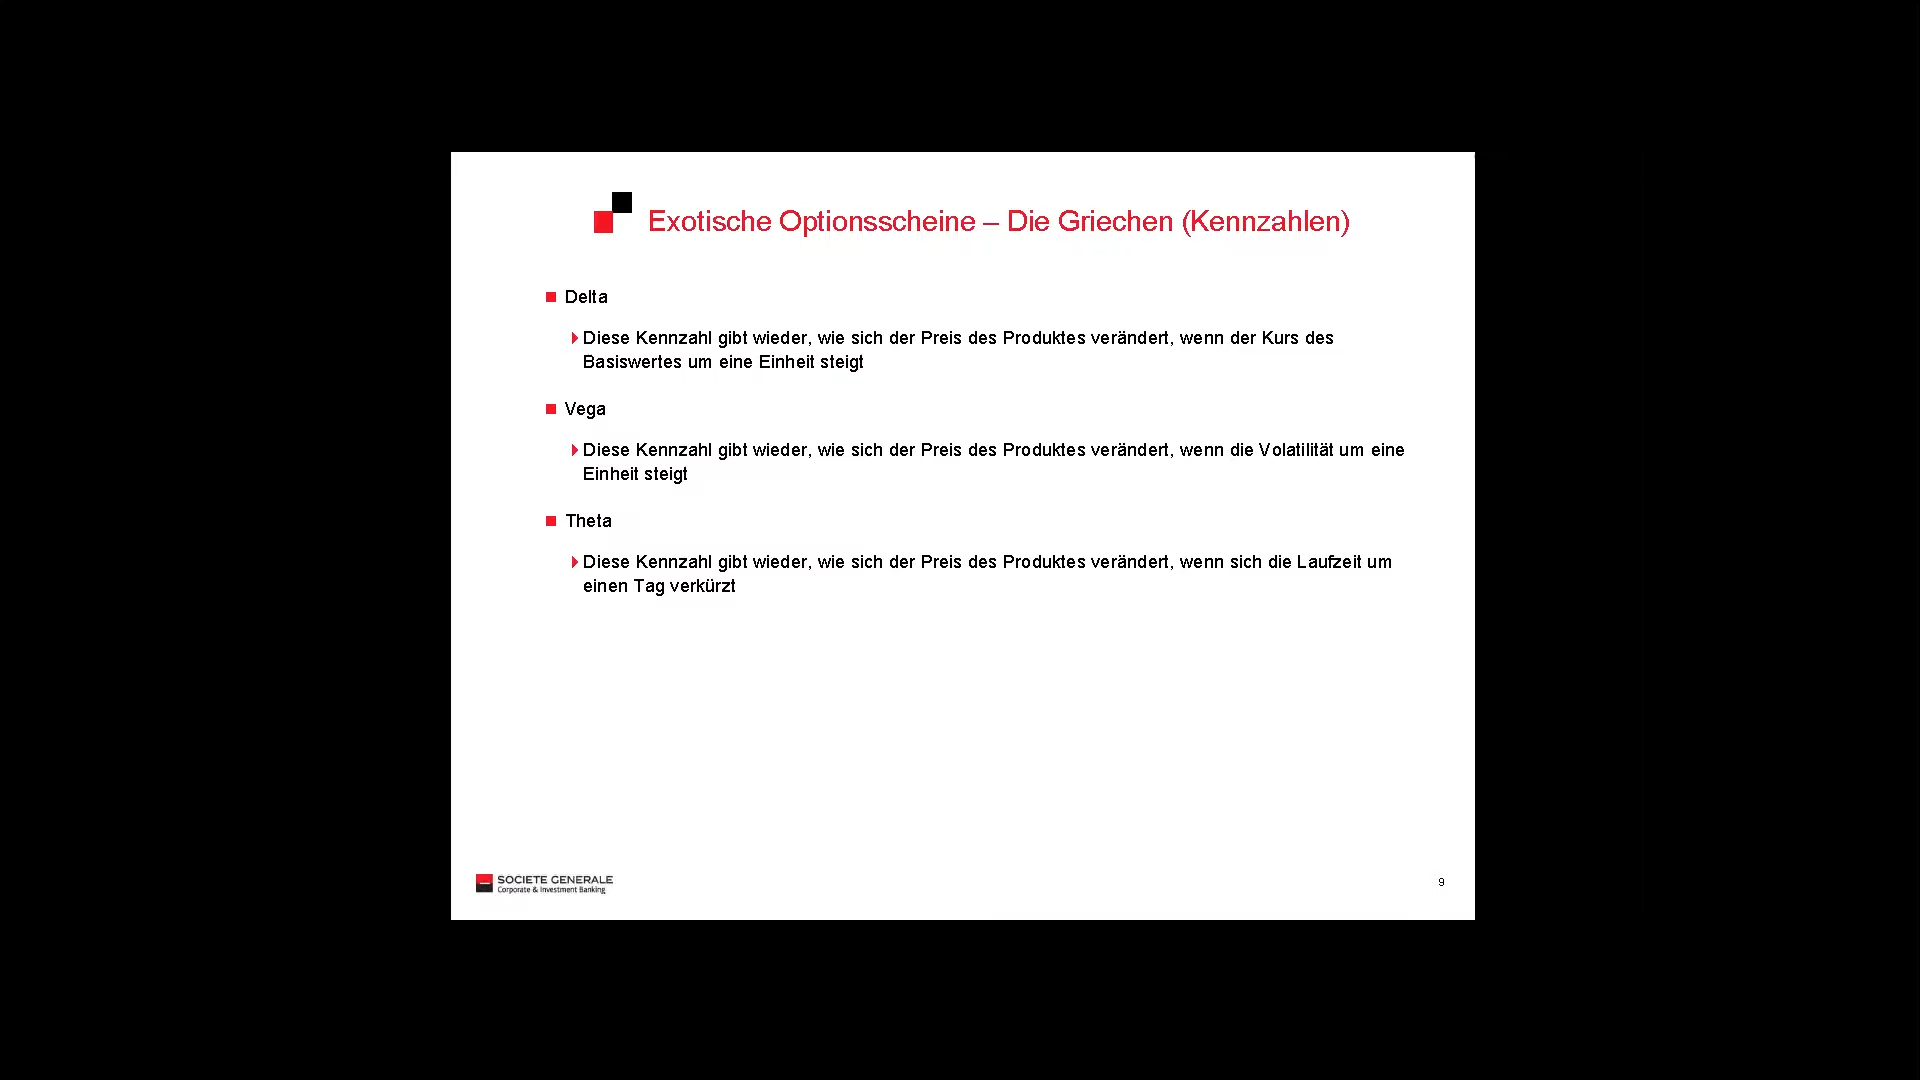 Exotische Optionsscheine – Die Griechen (Kennzahlen)
Delta
Diese Kennzahl gibt wieder, wie sich der Preis des Produktes verändert, wenn der Kurs des
Basiswertes um eine Einheit steigt
Vega
Diese Kennzahl gibt wieder, wie sich der Preis des Produktes verändert, wenn die Volatilität um eine
Einheit steigt
Theta
Diese Kennzahl gibt wieder, wie sich der Preis des Produktes verändert, wenn sich die Laufzeit um
einen Tag verkürzt
SOCIETE GENERALE
Corporate & Investment Banking
9